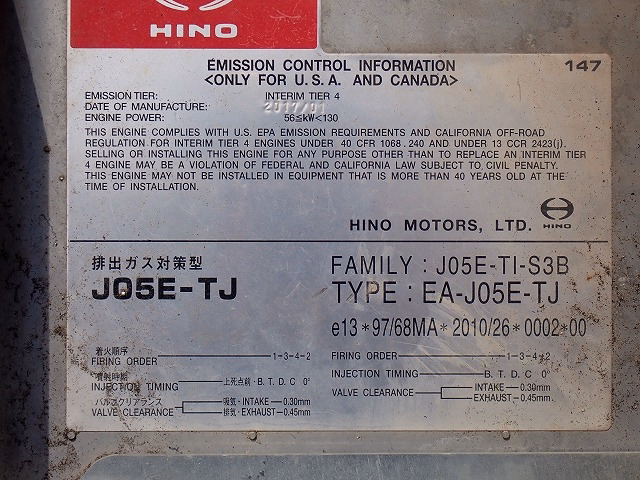 HINO
EMISSION CONTROL INFORMATION
147
<ONLY FOR U.S.A. AND CANADA>
EMISSION TIER: INTERIM TIER 4
DATE OF MANUFACTURE: 2017/01
ENGINE POWER: 56≦kW<130
THIS ENGINE COMPLIES WITH U.S. EPA EMISSION REQUIREMENTS AND CALIFORNIA OFF-ROAD
REGULATION FOR INTERIM TIER 4 ENGINES UNDER 40 CFR 1068.240 AND UNDER 13 CCR 2423(j).
SELLING OR INSTALLING THIS ENGINE FOR ANY PURPOSE OTHER THAN TO REPLACE AN INTERIM TIER
4 ENGINE MAY BE A VIOLATION OF FEDERAL AND CALIFORNIA LAW SUBJECT TO CIVIL PENALTY.
THIS ENGINE MAY NOT BE INSTALLED IN EQUIPMENT THAT IS MORE THAN 40 YEARS OLD AT THE
TIME OF INSTALLATION.
HINO MOTORS, LTD.
HINO
排出ガス対策型
J05E-TJ
FAMILY : J05E-TI-S3B
TYPE : EA-J05E-TJ
e13*97/68MA*2010/26*0002*00
着火順序
FIRING ORDER 1-3-4-2
噴射時期
INJECTION TIMING 上死点前・B.T.D.C 0°
バルブクリアランス
VALVE CLEARANCE
吸気・INTAKE 0.30mm
排気・EXHAUST 0.45mm
FIRING ORDER 1-3-4-2
INJECTION TIMING B.T.D.C 0°
VALVE CLEARANCE
INTAKE 0.30mm
EXHAUST 0.45mm